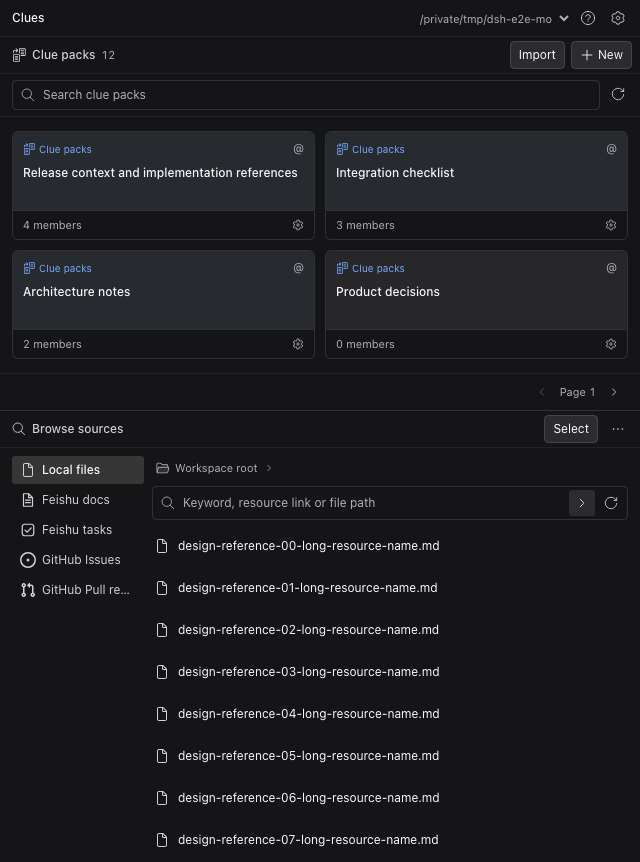 Clues
/private/tmp/dsh-e2e-mo
Clue packs 12
Import
New
Search clue packs
Clue packs @
Release context and implementation references
4 members
Clue packs @
Integration checklist
3 members
Clue packs @
Architecture notes
2 members
Clue packs @
Product decisions
0 members
Page 1
Browse sources
Select
Local files
Feishu docs
Feishu tasks
GitHub Issues
GitHub Pull re...
Workspace root
Keyword, resource link or file path
design-reference-00-long-resource-name.md
design-reference-01-long-resource-name.md
design-reference-02-long-resource-name.md
design-reference-03-long-resource-name.md
design-reference-04-long-resource-name.md
design-reference-05-long-resource-name.md
design-reference-06-long-resource-name.md
design-reference-07-long-resource-name.md